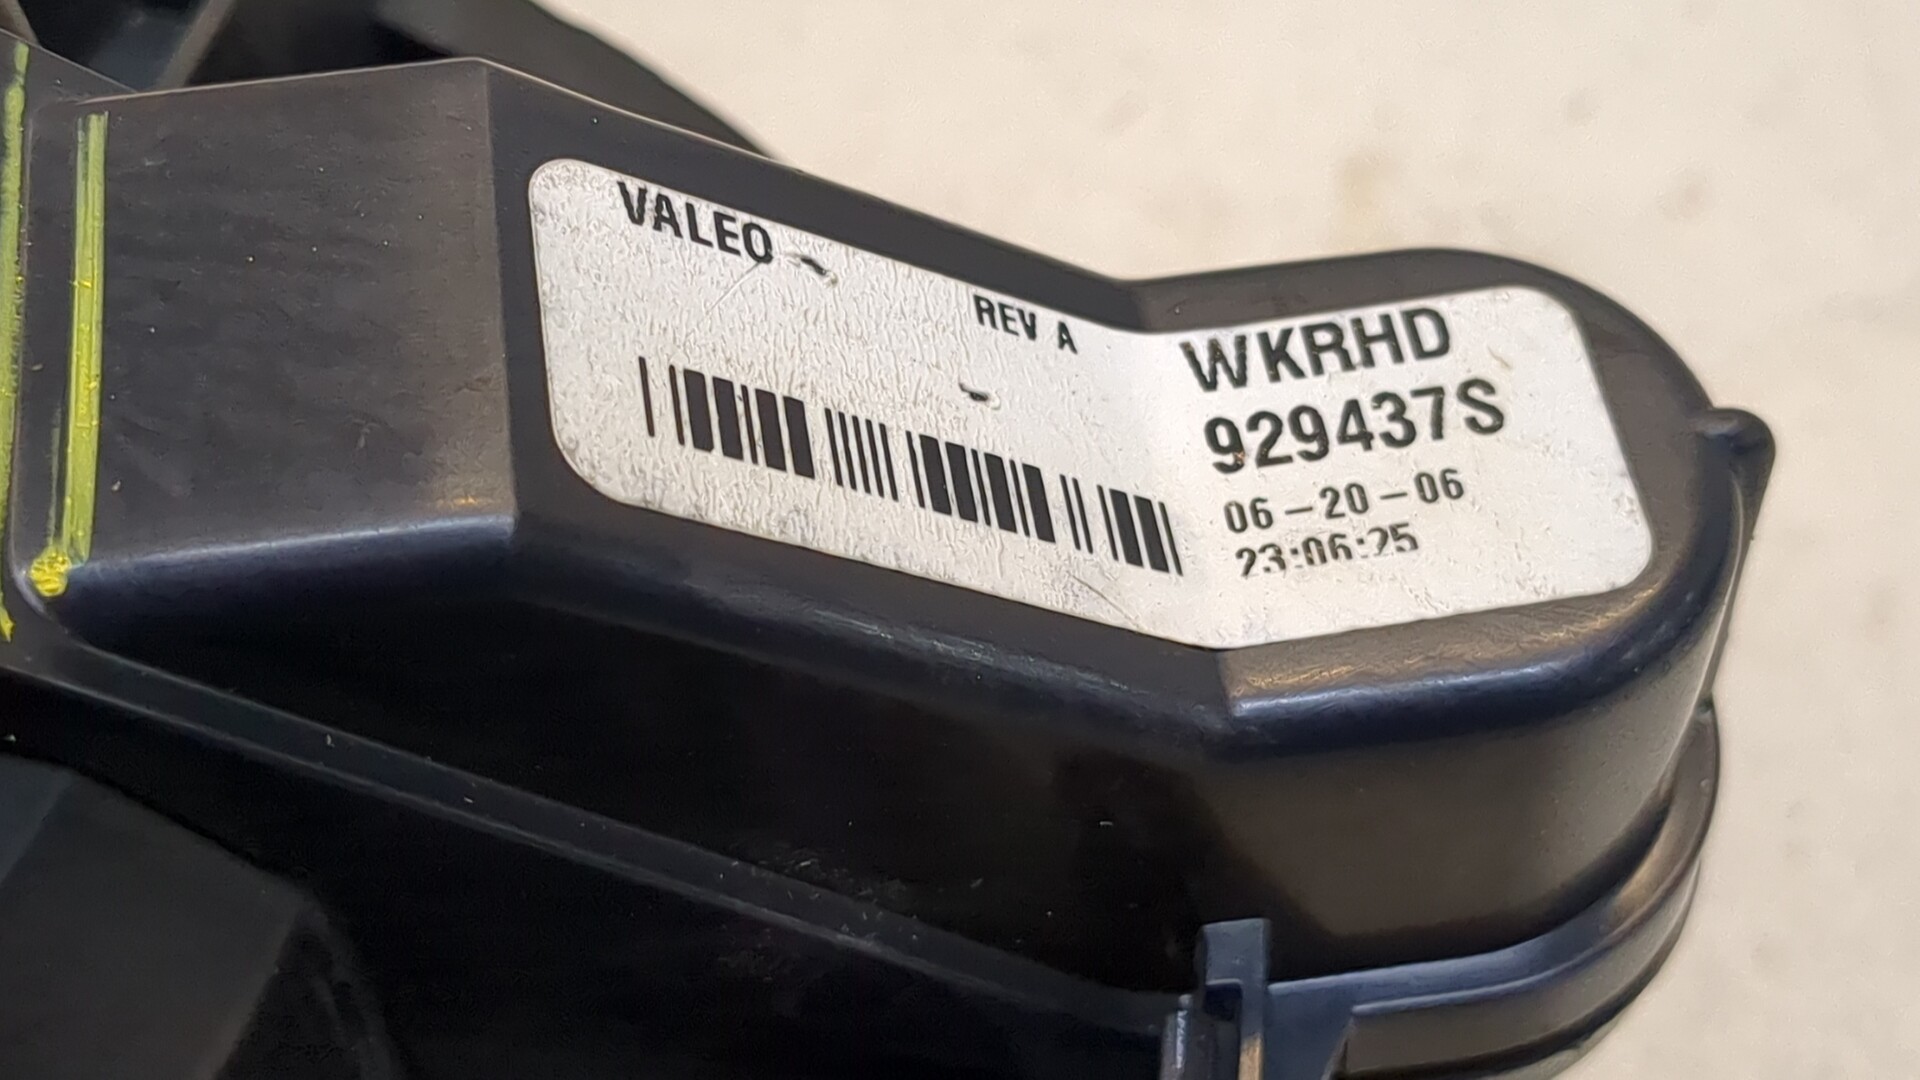 VALEO
REV A
WKRHD
929437S
06-20-06
23:06:25